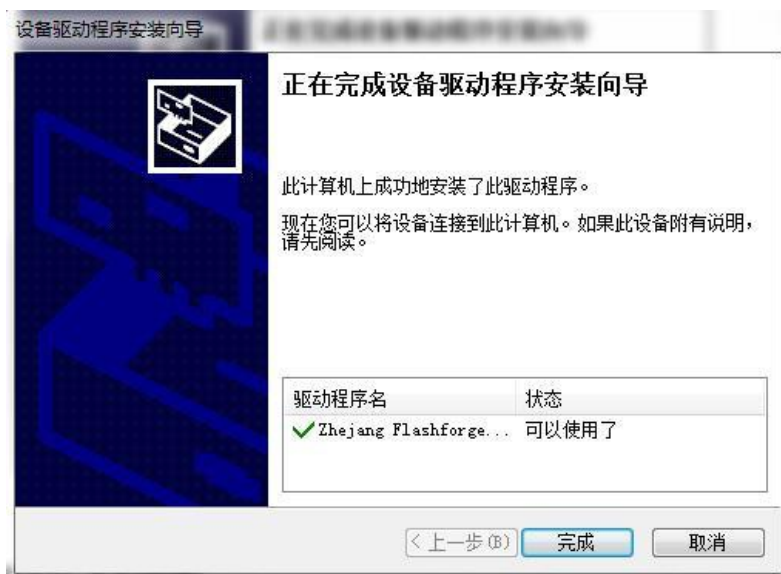 设备驱动程序安装向导
正在完成设备驱动程序安装向导
此计算机上成功地安装了此驱动程序。
现在您可以将设备连接到此计算机。如果此设备附有说明，
请先阅读。
驱动程序名 状态
Zhejang Flashforge... 可以使用了
<上一步(B) 完成 取消